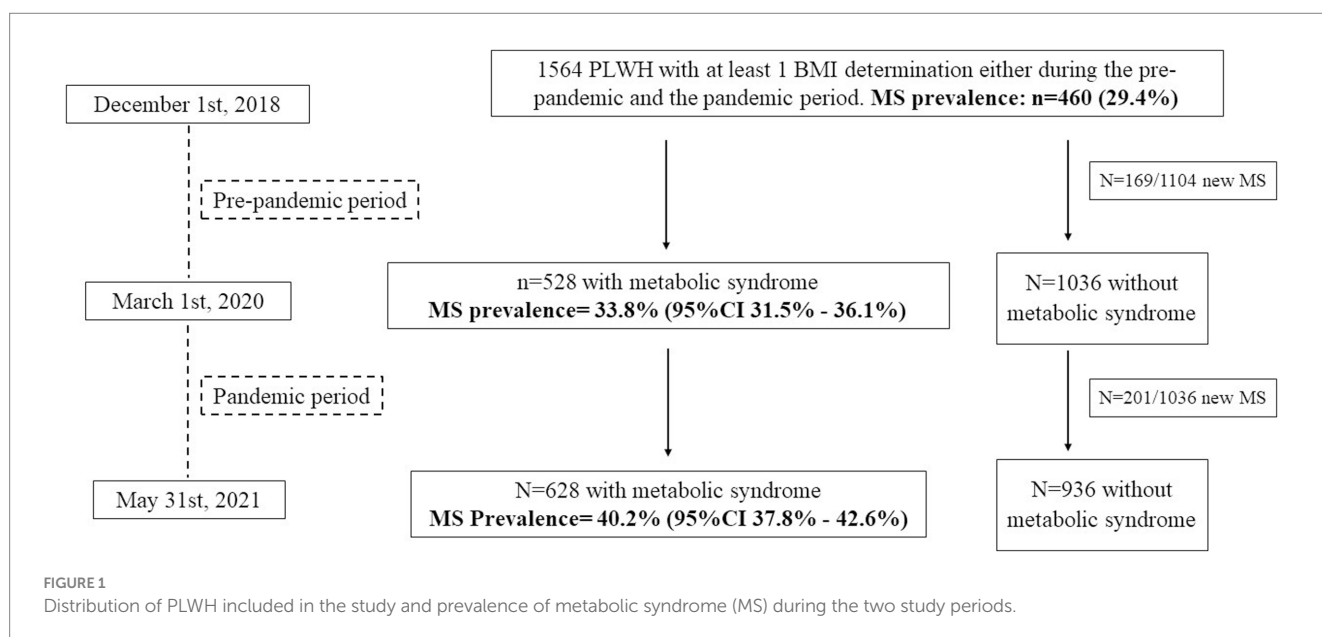 1564 PLWH with at least 1 BMI determination either during the pre-
pandemic and the pandemic period. MS prevalence: n=460 (29.4%)
December 1st, 2018
N=169/1104 new MS
Pre-pandemic period
n=528 with metabolic syndrome
MS prevalence= 33.8% (95%CI 31.5% - 36.1%)
N=1036 without
metabolic syndrome
March 1st, 2020
Pandemic period
N=201/1036 new MS
May 31st, 2021
N=628 with metabolic syndrome
MS Prevalence= 40.2% (95%CI 37.8% - 42.6%)
N=936 without
metabolic syndrome
FIGURE 1
Distribution of PLWH included in the study and prevalence of metabolic syndrome (MS) during the two study periods.